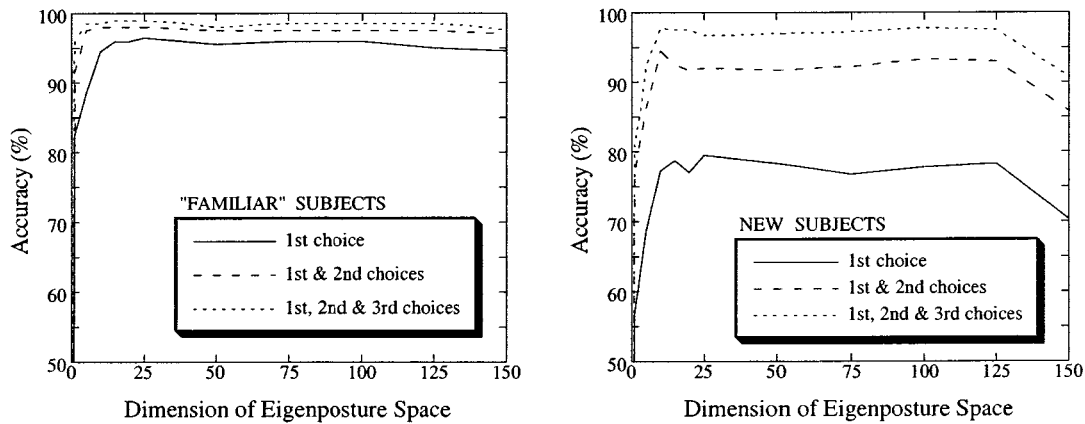 100
90
80
70
60
50
Accuracy (%)
"FAMILIAR" SUBJECTS
1st choice
1st & 2nd choices
1st, 2nd & 3rd choices
0 25 50 75 100 125 150
Dimension of Eigenposture Space
100
90
80
70
60
50
Accuracy (%)
NEW SUBJECTS
1st choice
1st & 2nd choices
1st, 2nd & 3rd choices
0 25 50 75 100 125 150
Dimension of Eigenposture Space